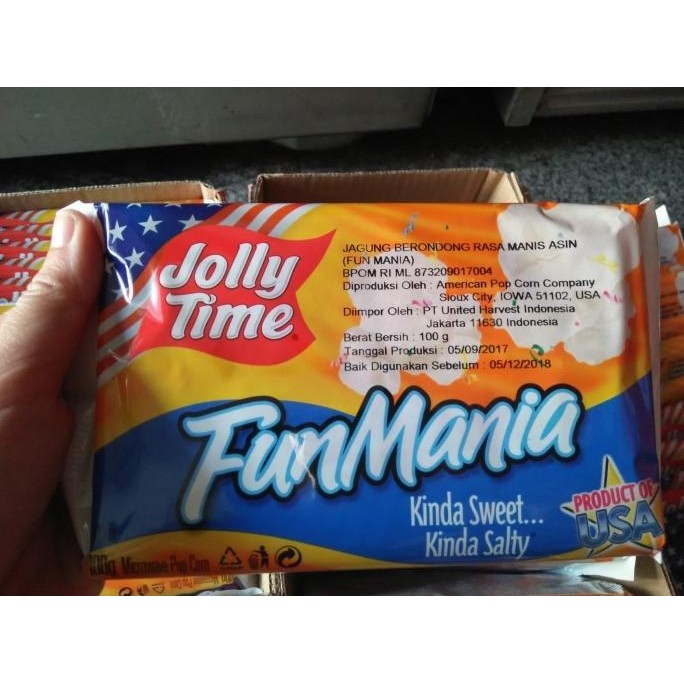 Jolly
Time®
JAGUNG BERONDONG RASA MANIS ASIN
(FUN MANIA)
BPOM RI ML 873209017004
Diproduksi Oleh : American Pop Corn Company
Sioux City, IOWA 51102, USA
Diimpor Oleh : PT United Harvest Indonesia
Jakarta 11630 Indonesia
Berat Bersih : 100 g
Tanggal Produksi : 05/09/2017
Baik Digunakan Sebelum : 05/12/2018
FunMania
Kinda Sweet...
Kinda Salty
PRODUCT OF
USA
100g Microwave Pop Corn